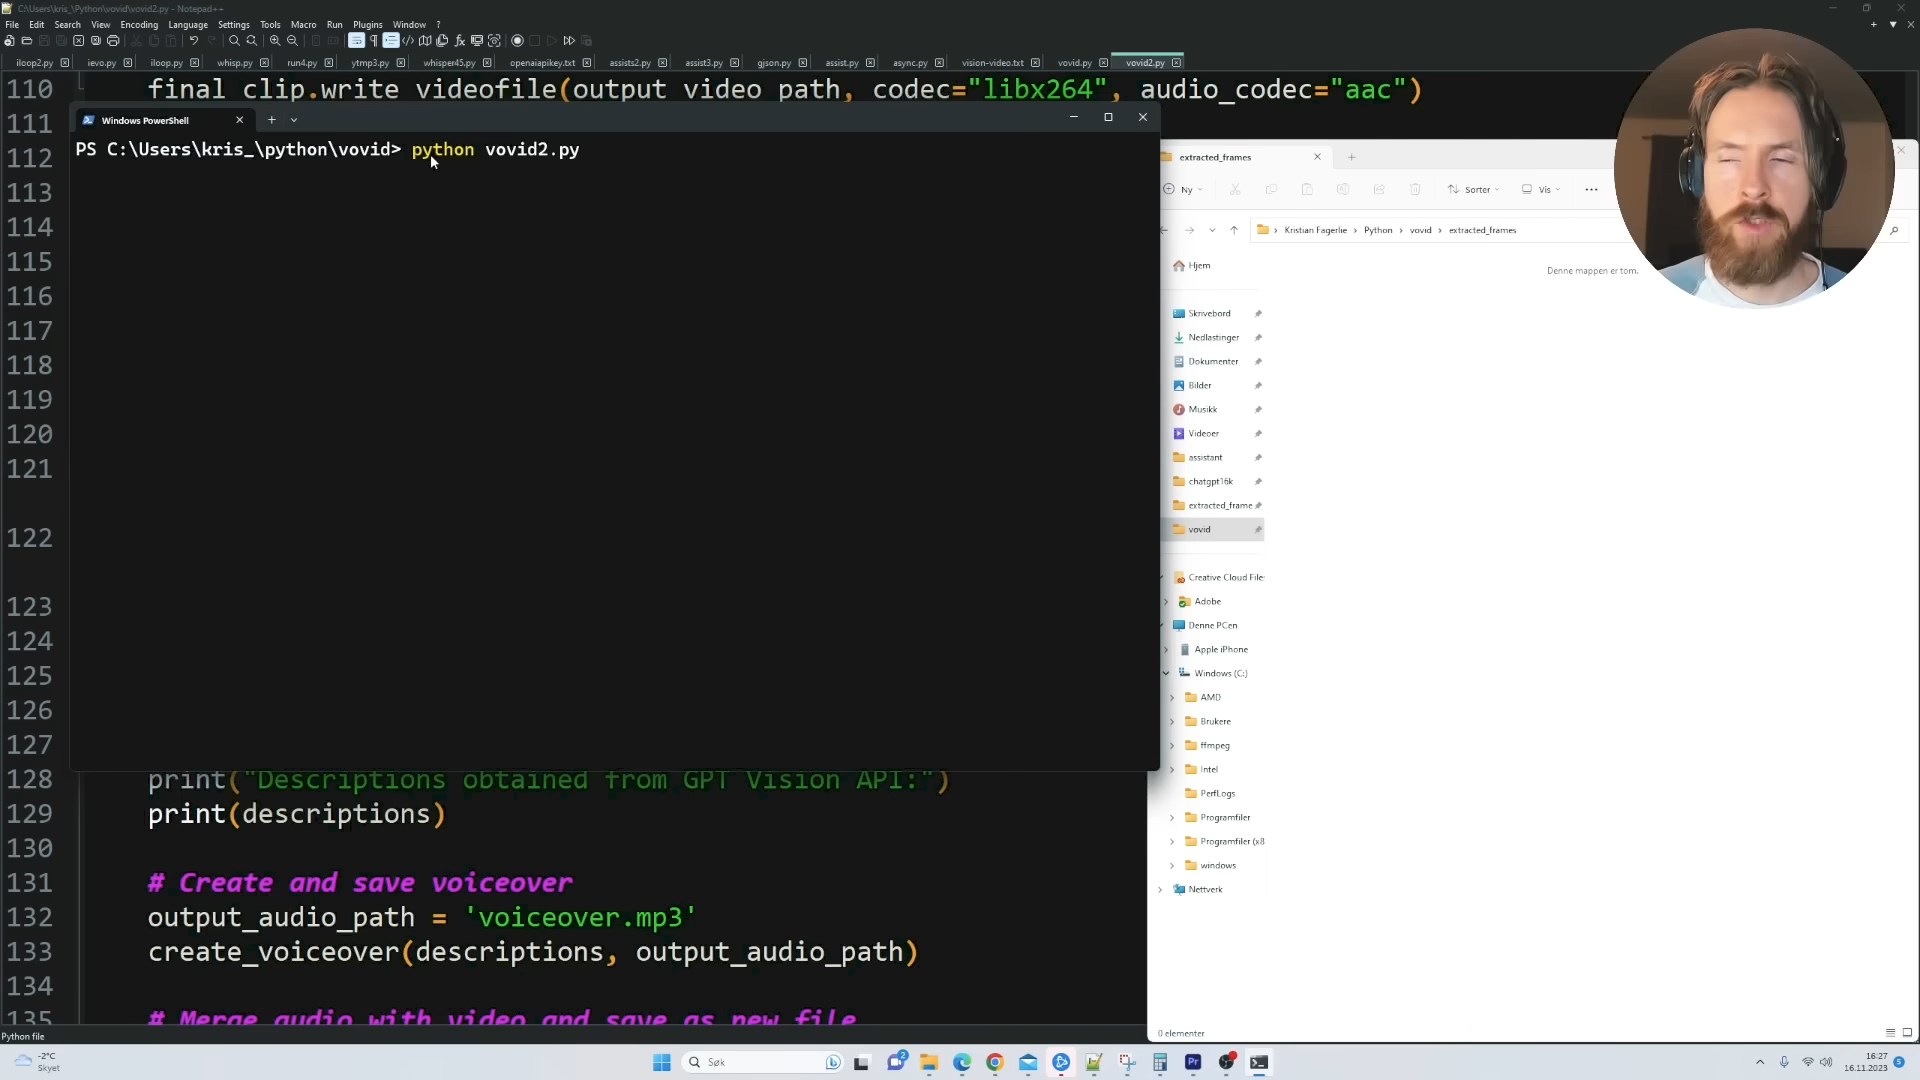 C:\Users\kris_\Python\vovid\vovid2.py - Notepad++
File Edit Search View Encoding Language Settings Tools Macro Run Plugins Window ?
iloop2.py ievo.py iloop.py whisp.py run4.py ytmp3.py whisper45.py openaiapikey.txt assists2.py assist3.py gjson.py assist.py async.py vision-video.txt vovid.py vovid2.py
110 final_clip.write_videofile(output_video_path, codec="libx264", audio_codec="aac")
111
Windows PowerShell
112
PS C:\Users\kris_\python\vovid> python vovid2.py
113
114
115
116
117
118
119
120
121
122
123
124
125
126
127
128 print("Descriptions obtained from GPT Vision API:")
129 print(descriptions)
130
131 # Create and save voiceover
132 output_audio_path = 'voiceover.mp3'
133 create_voiceover(descriptions, output_audio_path)
134
135 # Merge audio with video and save as new file
Python file
extracted_frames
Ny Sorter Vis
Kristian Fagerlie > Python > vovid > extracted_frames
Denne mappen er tom.
Hjem
Skrivebord
Nedlastinger
Dokumenter
Bilder
Musikk
Videoer
assistant
chatgpt16k
extracted_frame
vovid
Creative Cloud File
Adobe
Denne PCen
Apple iPhone
Windows (C:)
AMD
Brukere
ffmpeg
Intel
PerfLogs
Programfiler
Programfiler (x8
windows
Nettverk
0 elementer
-2°C
Skyet
Søk
2
Pr
16:27
16.11.2023
5